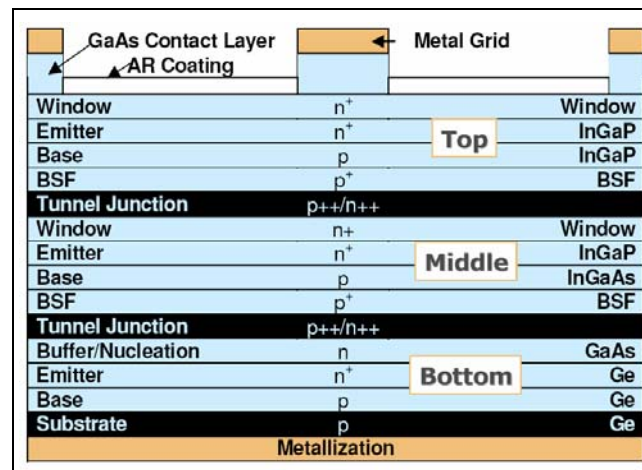 GaAs Contact Layer Metal Grid
AR Coating
Window n+ Window
Emitter n+ InGaP
Top
Base p InGaP
BSF p+ BSF
Tunnel Junction p++/n++
Window n+ Window
Emitter n+ InGaP
Middle
Base p InGaAs
BSF p+ BSF
Tunnel Junction p++/n++
Buffer/Nucleation n GaAs
Emitter n+ Ge
Bottom
Base p Ge
Substrate p Ge
Metallization